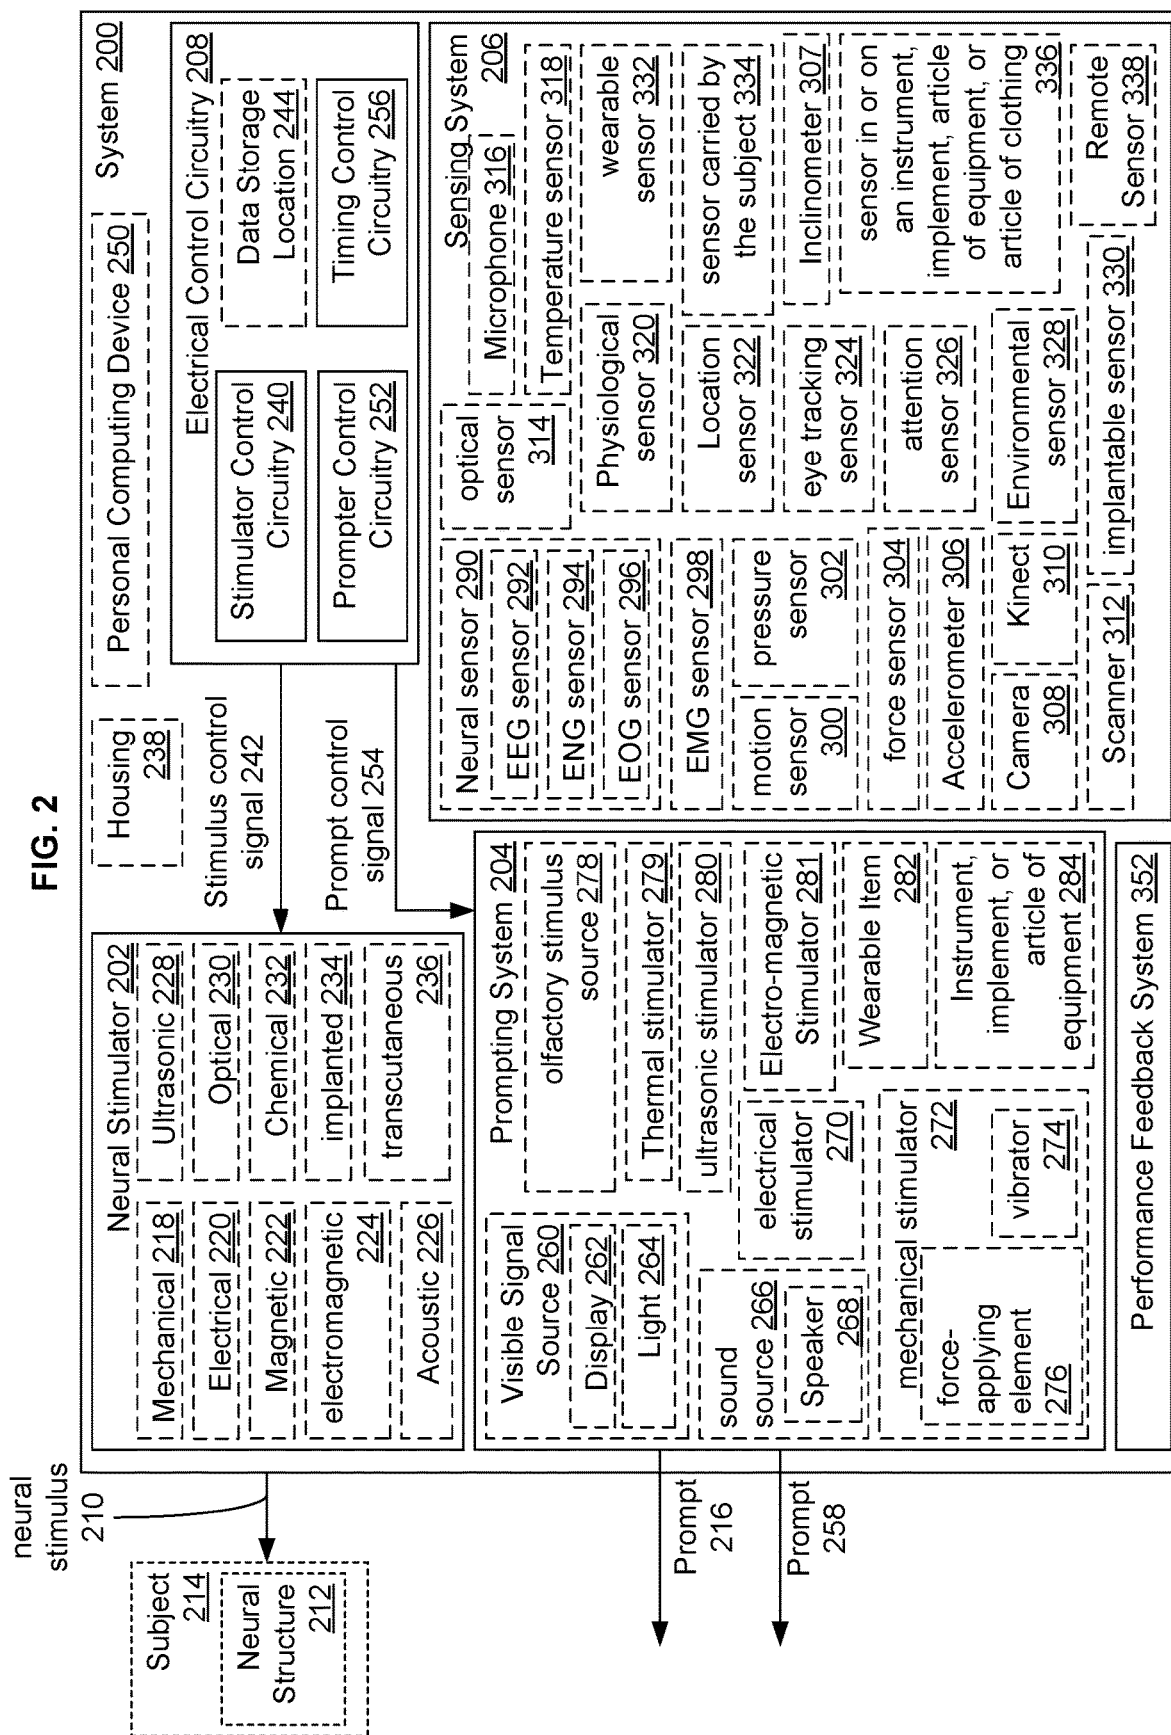 FIG. 2
System 200
Personal Computing Device 250
Housing
238
Electrical Control Circuitry 208
Stimulator Control
Circuitry 240
Data Storage
Location 244
Prompter Control
Circuitry 252
Timing Control
Circuitry 256
Stimulus control
signal 242
Prompt control
signal 254
neural
stimulus
210
Subject
214
Neural
Structure
212
Neural Stimulator 202
Mechanical 218
Ultrasonic 228
Electrical 220
Optical 230
Magnetic 222
Chemical 232
electromagnetic
224
implanted 234
Acoustic 226
transcutaneous
236
Prompting System 204
Visible Signal
Source 260
Display 262
Light 264
olfactory stimulus
source 278
Thermal stimulator 279
ultrasonic stimulator 280
sound
source 266
Speaker
268
electrical
stimulator
270
Electro-magnetic
Stimulator 281
Wearable Item
282
mechanical stimulator
272
force-
applying
element
276
vibrator
274
Instrument,
implement, or
article of
equipment 284
Prompt
216
Prompt
258
Performance Feedback System 352
Sensing System
206
Neural sensor 290
EEG sensor 292
ENG sensor 294
EOG sensor 296
optical
sensor
314
Microphone 316
Temperature sensor 318
Physiological
sensor 320
wearable
sensor 332
EMG sensor 298
motion
sensor
300
pressure
sensor
302
Location
sensor 322
sensor carried by
the subject 334
force sensor 304
eye tracking
sensor 324
Inclinometer 307
Accelerometer 306
attention
sensor 326
sensor in or on
an instrument,
implement, article
of equipment, or
article of clothing
336
Camera
308
Kinect
310
Environmental
sensor 328
Scanner 312
implantable sensor 330
Remote
Sensor 338